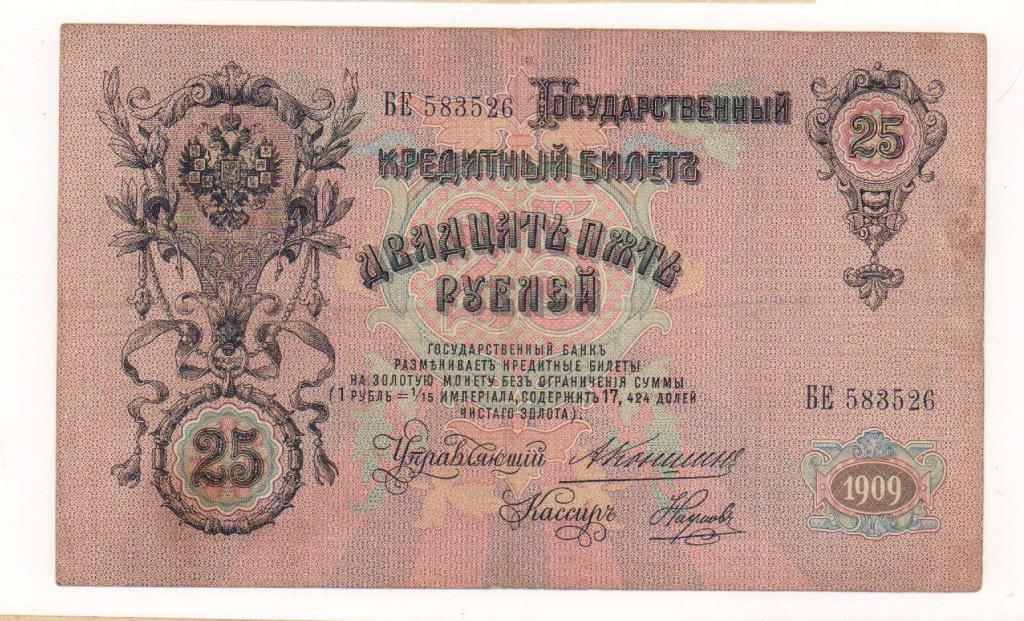 БЕ 583526 Государственный
25
кредитный билетъ
двадцать пять
рублей
государственный банкъ
размѣниваетъ кредитные билеты
на золотую монету безъ ограниченія суммы
(1 рубль = 1/15 имперіала, содержитъ 17, 424 долей
чистаго золота).
БЕ 583526
25
Управляющій
Кассиръ
1909